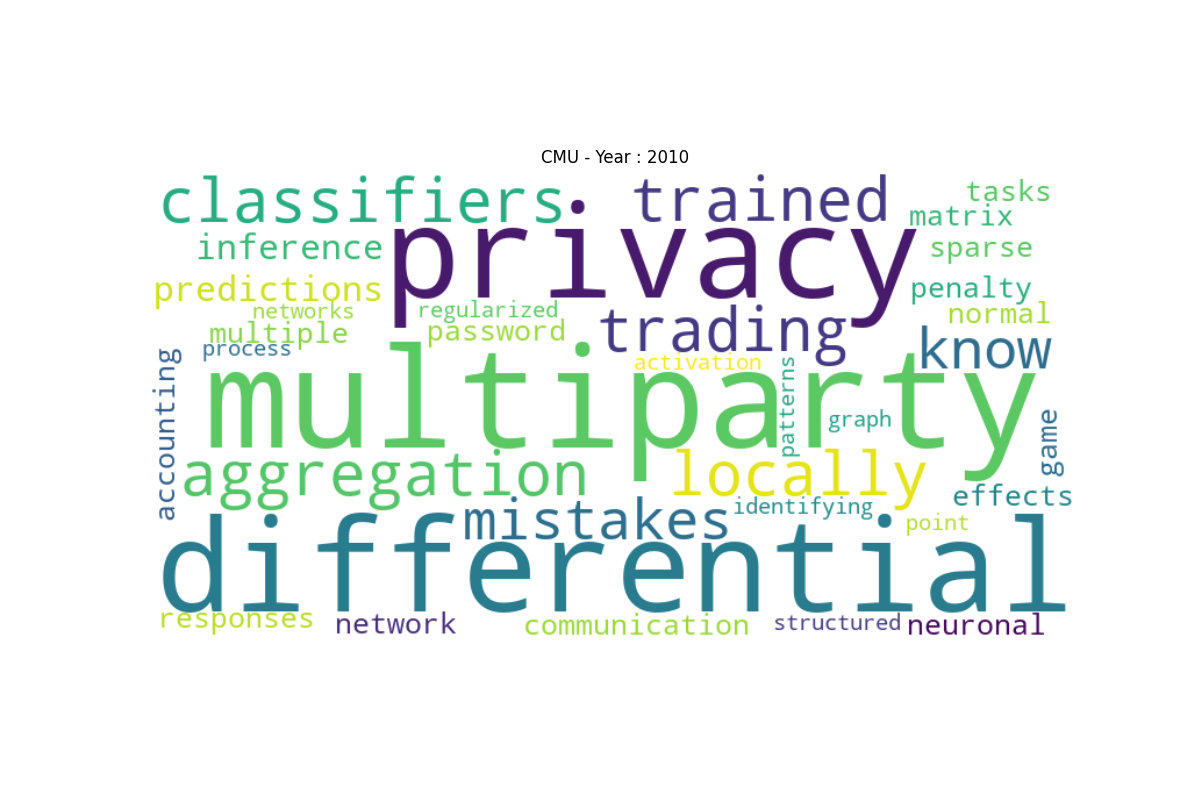 CMU - Year : 2010
classifiers
trained
tasks
matrix
privacy
inference
sparse
predictions
penalty
networks
regularized
normal
multiple
password
trading
know
process
activation
accounting
multiparty
patterns
graph
game
aggregation
locally
effects
mistakes
identifying
point
differential
responses
network
communication
structured
neuronal